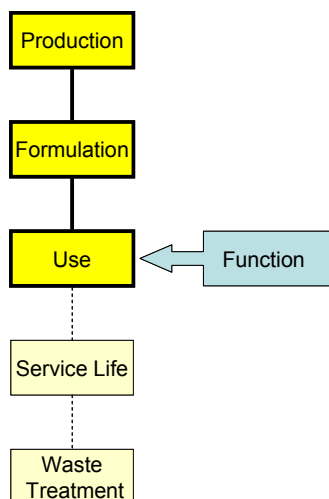 Production
Formulation
Use
Function
Service Life
Waste
Treatment